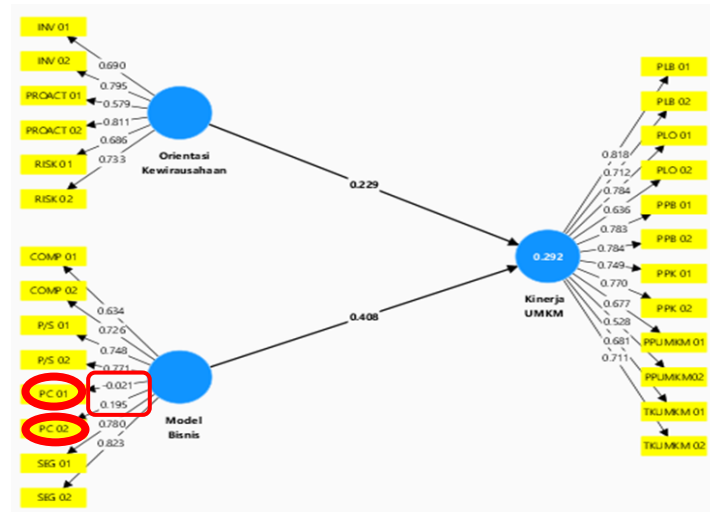 INV 01
INV 02
PROACT 01
PROACT 02
RISK 01
RISK 02
0.690
0.795
0.579
0.811
0.686
0.733
Orientasi
Kewirausahaan
0.229
COMP 01
COMP 02
P/S 01
P/S 02
PC 01
PC 02
SEG 01
SEG 02
0.634
0.726
0.748
0.771
-0.021
0.195
0.780
0.823
Model
Bisnis
0.408
0.292
Kinerja
UMKM
0.818
0.712
0.784
0.636
0.783
0.784
0.749
0.770
0.677
0.528
0.681
0.711
PLB 01
PLB 02
PLO 01
PLO 02
PPB 01
PPB 02
PPK 01
PPK 02
PPUMKM 01
PPUMKM02
TKUMKM 01
TKUMKM 02